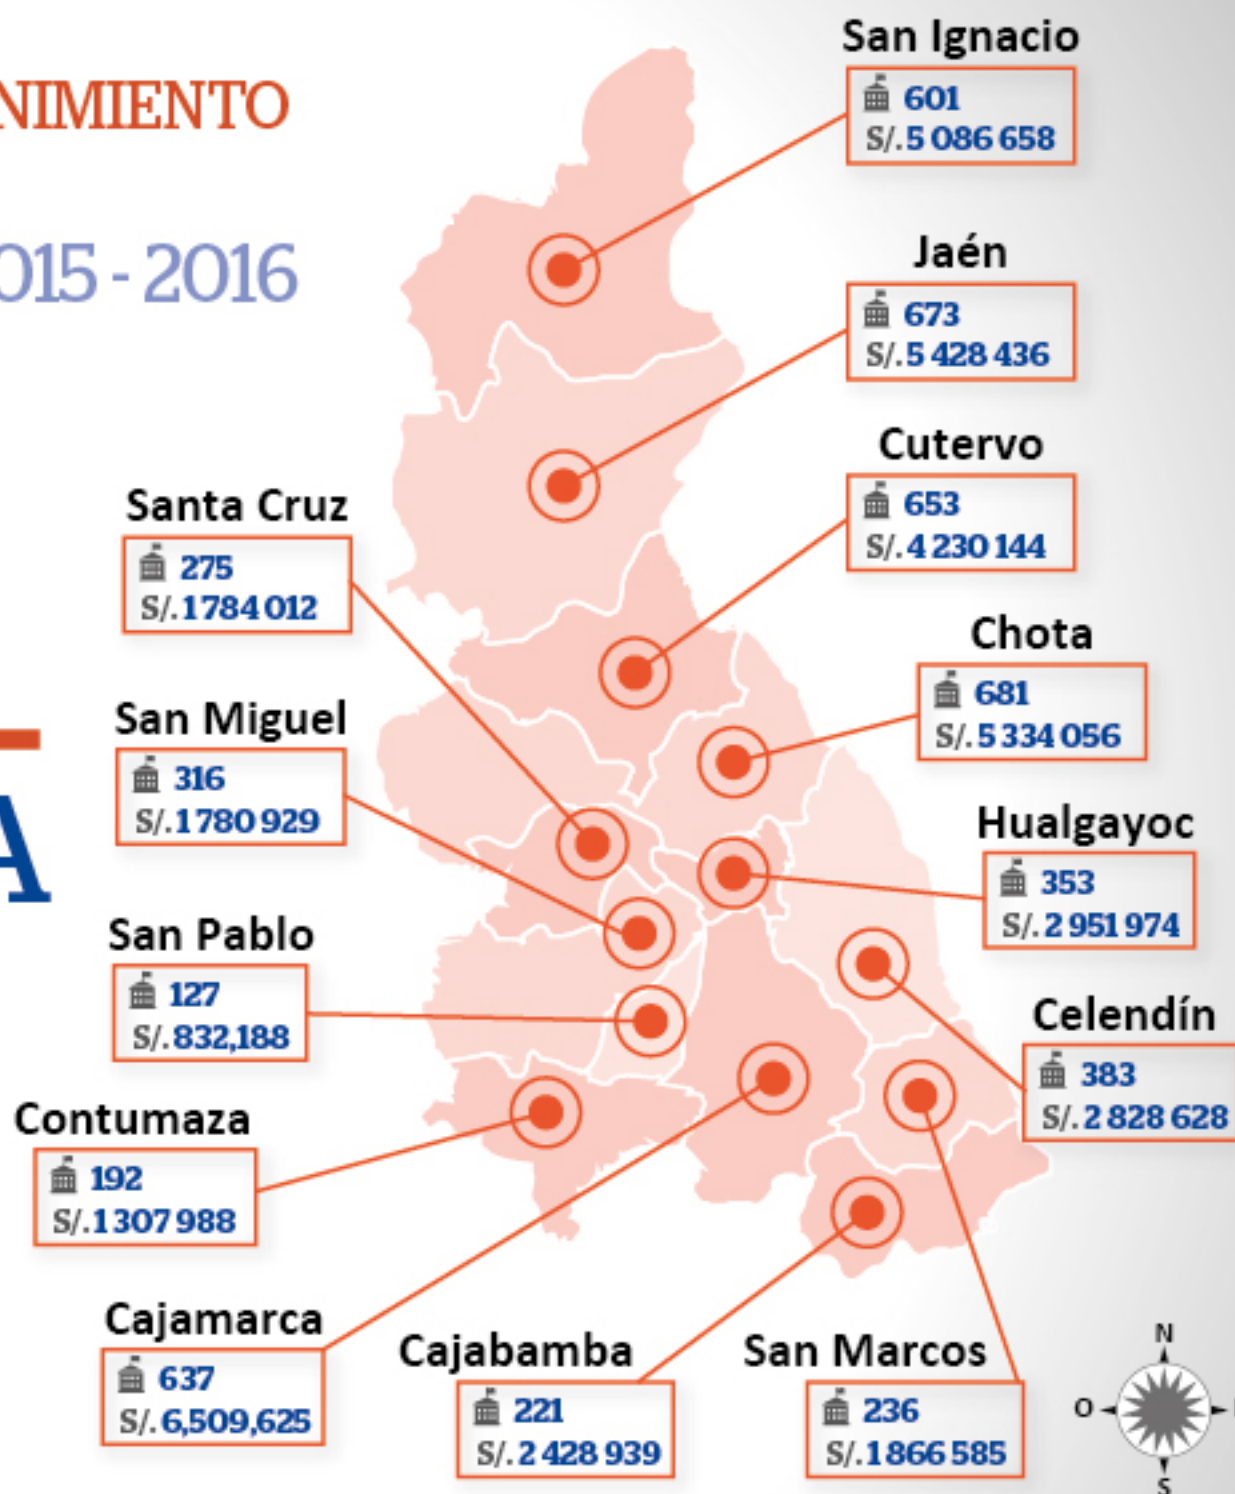 NIMIENTO
015 - 2016
A
San Ignacio
601
S/. 5 086 658
Jaén
673
S/. 5 428 436
Cutervo
653
S/. 4 230 144
Santa Cruz
275
S/. 1784 012
Chota
681
S/. 5 334 056
San Miguel
316
S/. 1 780 929
Hualgayoc
353
S/. 2 951 974
San Pablo
127
S/. 832,188
Celendín
383
S/. 2 828 628
Contumaza
192
S/. 1 307 988
Cajamarca
637
S/. 6,509,625
Cajabamba
221
S/. 2 428 939
San Marcos
236
S/. 1 866 585
N
O
S